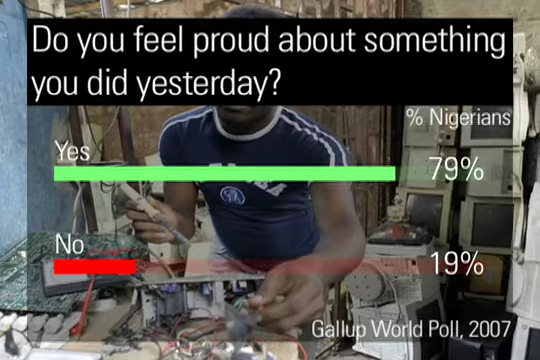 Do you feel proud about something
you did yesterday?
% Nigerians
Yes
79%
No
19%
Gallup World Poll, 2007